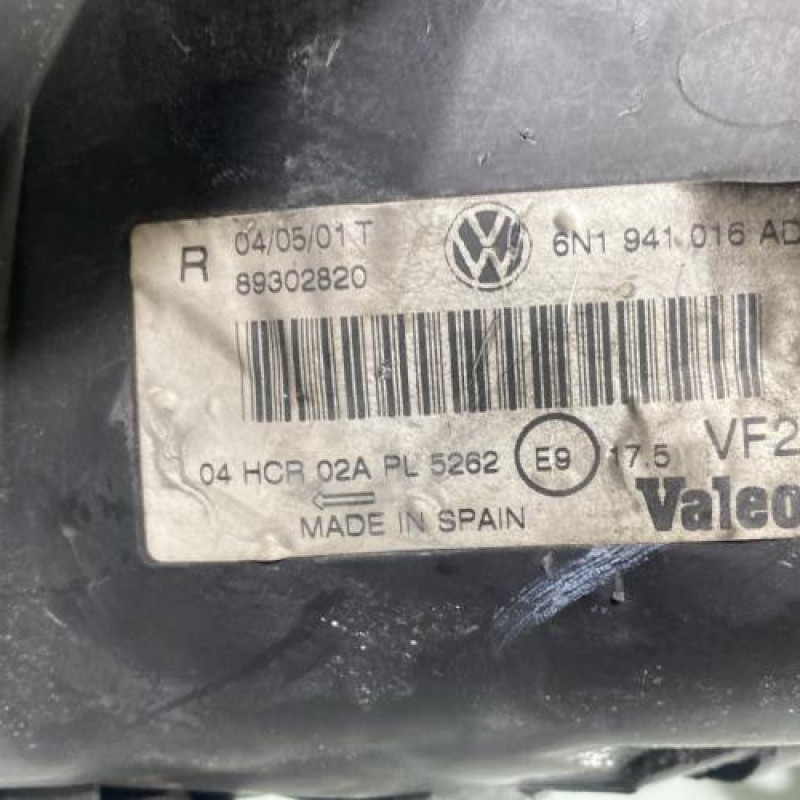 R 04/05/01 T 6N1 941 016 AD
89302820
04 HCR 02A PL 5262 E9 17.5 VF2
MADE IN SPAIN Valeo